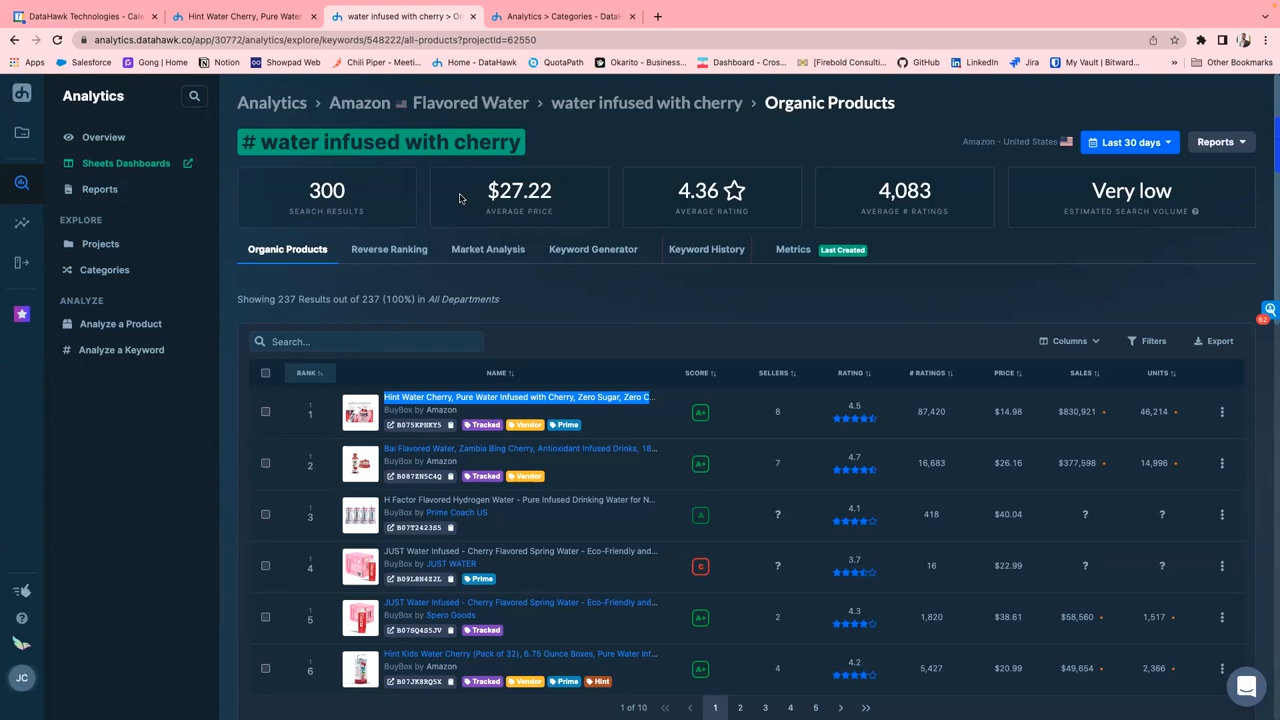 DataHawk Technologies - Cale
Hint Water Cherry, Pure Water
water infused with cherry > Or
Analytics > Categories - DataH
analytics.datahawk.co/app/30772/analytics/explore/keywords/548222/all-products?projectId=62550
Apps Salesforce Gong | Home Notion Showpad Web Chili Piper - Meeti... Home - DataHawk QuotaPath Okarito - Business... Dashboard - Cros... [Firebold Consulti... GitHub LinkedIn Jira My Vault | Bitward... » Other Bookmarks
Analytics
Overview
Sheets Dashboards
Reports
EXPLORE
Projects
Categories
ANALYZE
Analyze a Product
# Analyze a Keyword
JC
Analytics > Amazon Flavored Water > water infused with cherry > Organic Products
# water infused with cherry
Amazon - United States Last 30 days Reports
300 $27.22 4.36 4,083 Very low
SEARCH RESULTS AVERAGE PRICE AVERAGE RATING AVERAGE # RATINGS ESTIMATED SEARCH VOLUME
Organic Products Reverse Ranking Market Analysis Keyword Generator Keyword History Metrics Last Created
Showing 237 Results out of 237 (100%) in All Departments
62
Search... Columns Filters Export
RANK NAME SCORE SELLERS RATING # RATINGS PRICE SALES UNITS
1 1 Hint Water Cherry, Pure Water Infused with Cherry, Zero Sugar, Zero C... A+ 8 4.5 87,420 $14.98 $830,921 46,214
BuyBox by Amazon
B075KPHKY5 Tracked Vendor Prime
1 2 Bai Flavored Water, Zambia Bing Cherry, Antioxidant Infused Drinks, 18... A+ 7 4.7 16,683 $26.16 $377,598 14,996
BuyBox by Amazon
B087ZN5C4Q Tracked Vendor
1 3 H Factor Flavored Hydrogen Water - Pure Infused Drinking Water for N... A ? 4.1 418 $40.04 ? ?
BuyBox by Prime Coach US
B07T2423S5
1 4 JUST Water Infused - Cherry Flavored Spring Water - Eco-Friendly and... C ? 3.7 16 $22.99 ? ?
BuyBox by JUST WATER
B09L8N4Z2L Prime
1 5 JUST Water Infused - Cherry Flavored Spring Water - Eco-Friendly and... A+ 2 4.3 1,820 $38.61 $58,560 1,517
BuyBox by Spero Goods
B07SQ4S5JV Tracked
1 6 Hint Kids Water Cherry (Pack of 32), 6.75 Ounce Boxes, Pure Water Inf... A+ 4 4.2 5,427 $20.99 $49,654 2,366
BuyBox by Amazon
B07JK8RQ5X Tracked Vendor Prime Hint
1 of 10 « ‹ 1 2 3 4 5 › »